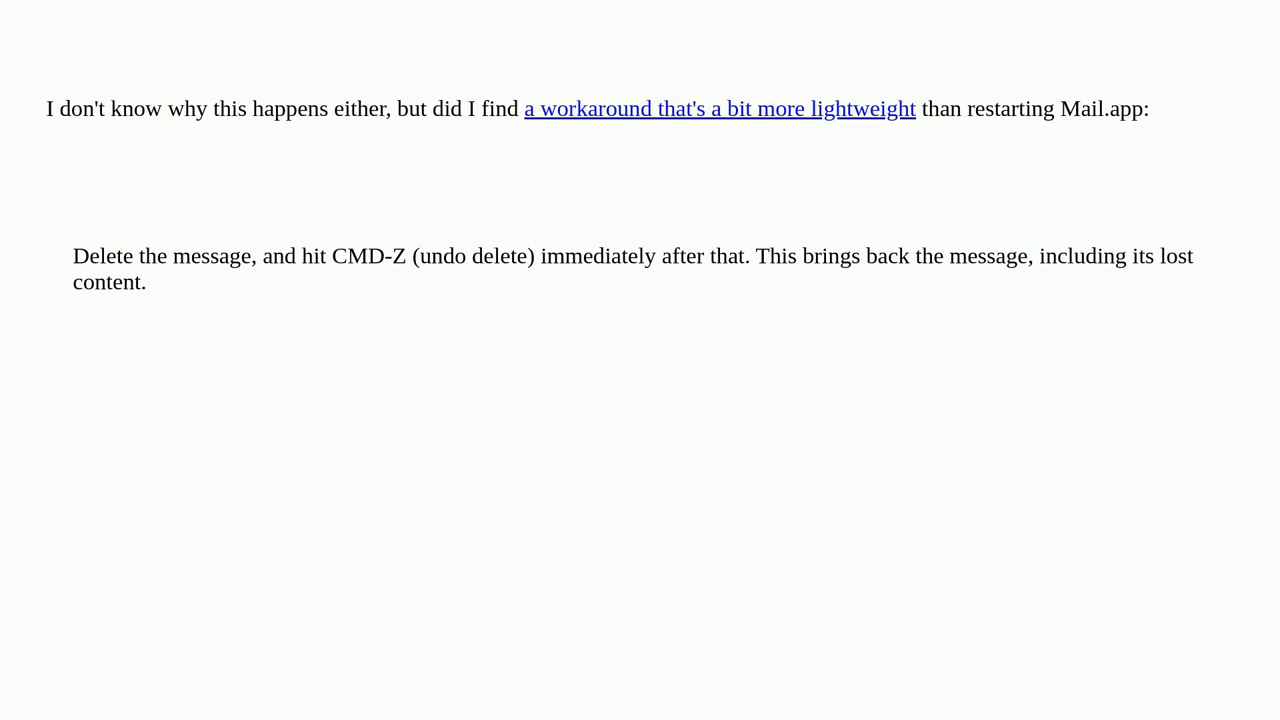 I don't know why this happens either, but did I find a workaround that's a bit more lightweight than restarting Mail.app:
Delete the message, and hit CMD-Z (undo delete) immediately after that. This brings back the message, including its lost
content.